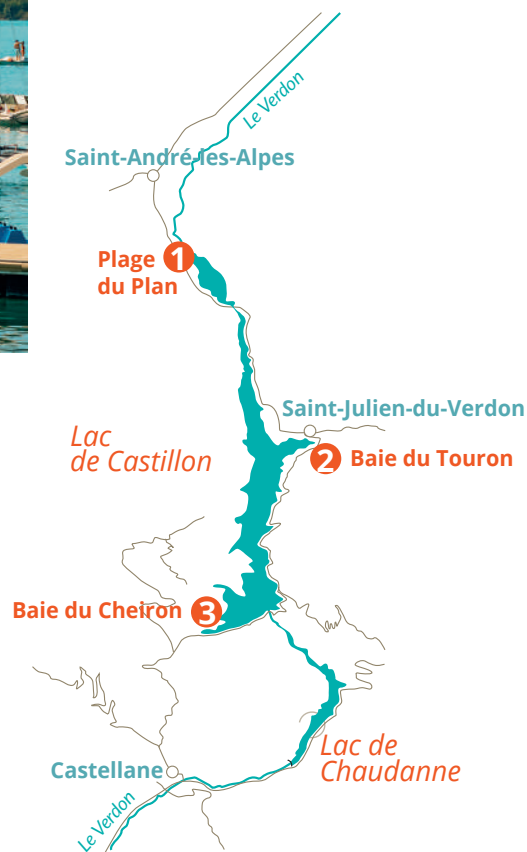 Le Verdon
Saint-André-les-Alpes
1
Plage
du Plan
Saint-Julien-du-Verdon
Lac
de Castillon
2
Baie du Touron
Baie du Cheiron
3
Lac de
Chaudanne
Castellane
Le Verdon